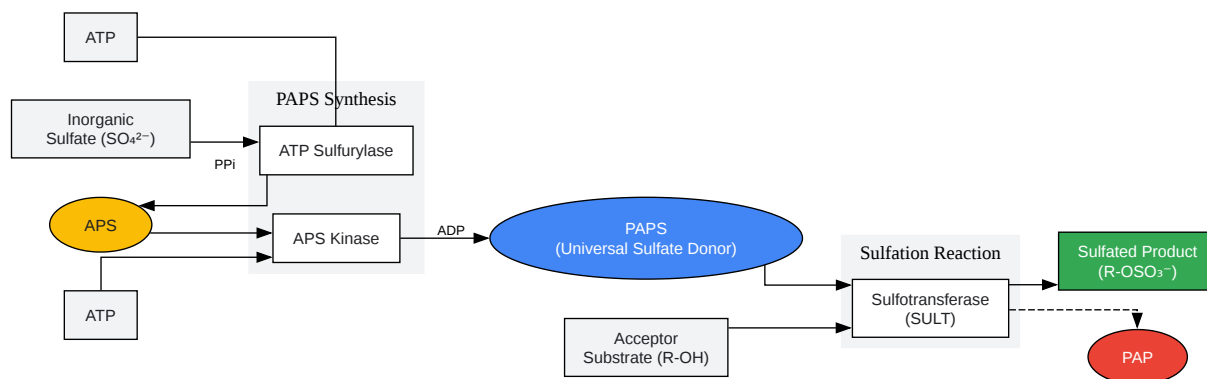 ATP
PAPS Synthesis
Inorganic
Sulfate (SO₄²⁻)
ATP Sulfurylase
PPi
APS
APS Kinase
ADP
ATP
PAPS
(Universal Sulfate Donor)
Sulfation Reaction
Sulfated Product
(R-OSO₃⁻)
Sulfotransferase
(SULT)
Acceptor
Substrate (R-OH)
PAP